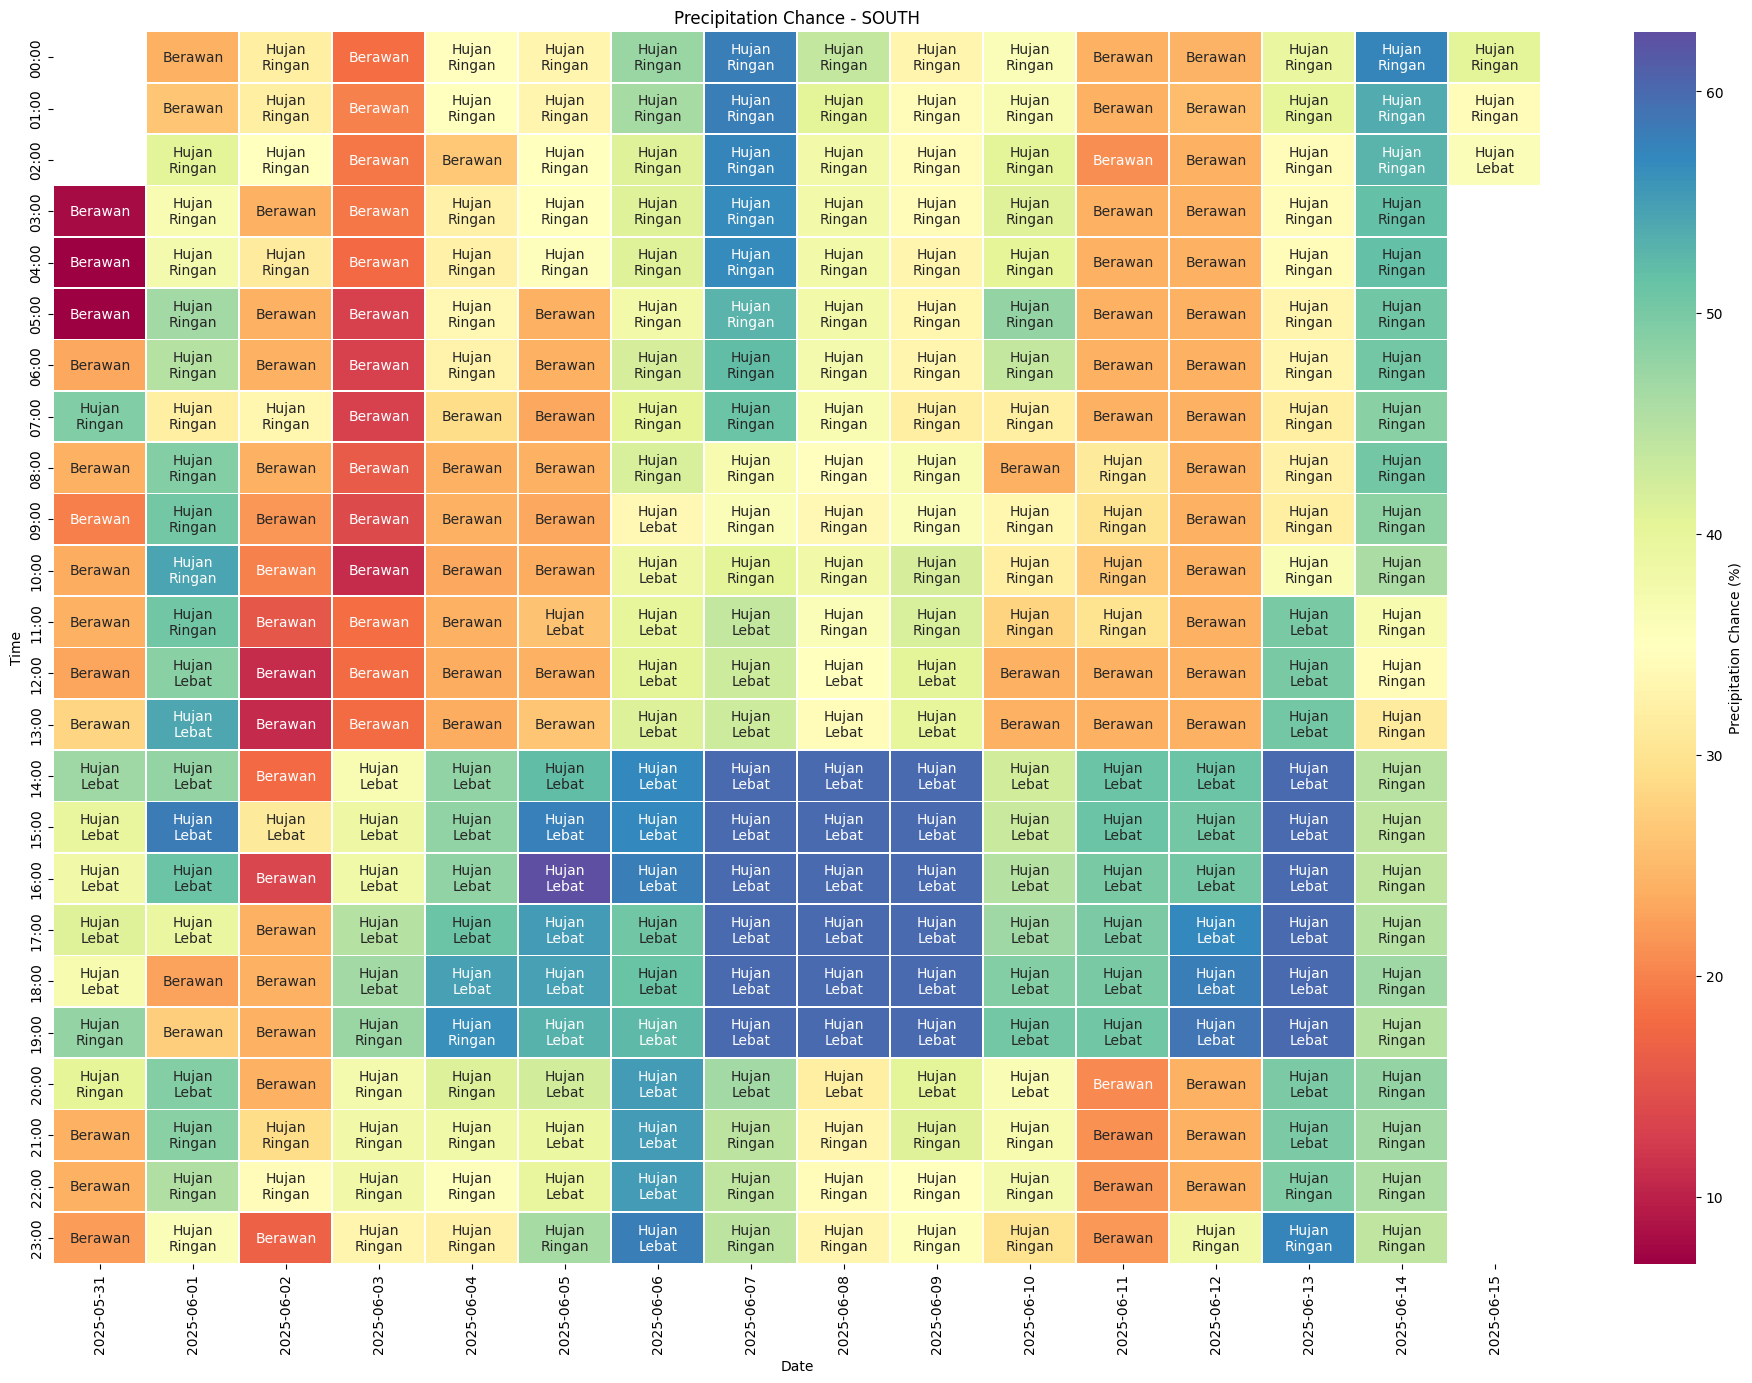 Precipitation Chance - SOUTH
00:00 Berawan Hujan Ringan Berawan Hujan Ringan Hujan Ringan Hujan Ringan Hujan Ringan Hujan Ringan Hujan Ringan Hujan Ringan Berawan Berawan Hujan Ringan Hujan Ringan Hujan Ringan
01:00 Berawan Hujan Ringan Berawan Hujan Ringan Hujan Ringan Hujan Ringan Hujan Ringan Hujan Ringan Hujan Ringan Hujan Ringan Berawan Berawan Hujan Ringan Hujan Ringan Hujan Ringan
02:00 Hujan Ringan Hujan Ringan Berawan Berawan Hujan Ringan Hujan Ringan Hujan Ringan Hujan Ringan Hujan Ringan Hujan Ringan Berawan Berawan Hujan Ringan Hujan Ringan Hujan Lebat
03:00 Berawan Hujan Ringan Berawan Berawan Hujan Ringan Hujan Ringan Hujan Ringan Hujan Ringan Hujan Ringan Hujan Ringan Hujan Ringan Berawan Berawan Hujan Ringan Hujan Ringan
04:00 Berawan Hujan Ringan Hujan Ringan Berawan Hujan Ringan Hujan Ringan Hujan Ringan Hujan Ringan Hujan Ringan Hujan Ringan Hujan Ringan Berawan Berawan Hujan Ringan Hujan Ringan
05:00 Berawan Hujan Ringan Berawan Berawan Hujan Ringan Berawan Hujan Ringan Hujan Ringan Hujan Ringan Hujan Ringan Hujan Ringan Berawan Berawan Hujan Ringan Hujan Ringan
06:00 Berawan Hujan Ringan Berawan Berawan Hujan Ringan Berawan Hujan Ringan Hujan Ringan Hujan Ringan Hujan Ringan Hujan Ringan Berawan Berawan Hujan Ringan Hujan Ringan
07:00 Hujan Ringan Hujan Ringan Hujan Ringan Berawan Berawan Berawan Hujan Ringan Hujan Ringan Hujan Ringan Hujan Ringan Hujan Ringan Berawan Berawan Hujan Ringan Hujan Ringan
08:00 Berawan Hujan Ringan Berawan Berawan Berawan Berawan Hujan Ringan Hujan Ringan Hujan Ringan Hujan Ringan Berawan Hujan Ringan Berawan Hujan Ringan Hujan Ringan
09:00 Berawan Hujan Ringan Berawan Berawan Berawan Berawan Hujan Lebat Hujan Ringan Hujan Ringan Hujan Ringan Hujan Ringan Hujan Ringan Berawan Hujan Ringan Hujan Ringan
10:00 Berawan Hujan Ringan Berawan Berawan Berawan Berawan Hujan Lebat Hujan Ringan Hujan Ringan Hujan Ringan Hujan Ringan Hujan Ringan Berawan Hujan Ringan Hujan Ringan
11:00 Berawan Hujan Ringan Berawan Berawan Berawan Hujan Lebat Hujan Lebat Hujan Lebat Hujan Ringan Hujan Ringan Hujan Ringan Hujan Ringan Berawan Hujan Lebat Hujan Ringan
12:00 Berawan Hujan Lebat Berawan Berawan Berawan Berawan Hujan Lebat Hujan Lebat Hujan Lebat Hujan Lebat Berawan Berawan Berawan Hujan Lebat Hujan Ringan
13:00 Berawan Hujan Lebat Berawan Berawan Berawan Berawan Hujan Lebat Hujan Lebat Hujan Lebat Hujan Lebat Berawan Berawan Berawan Hujan Lebat Hujan Ringan
14:00 Hujan Lebat Hujan Lebat Berawan Hujan Lebat Hujan Lebat Hujan Lebat Hujan Lebat Hujan Lebat Hujan Lebat Hujan Lebat Hujan Lebat Hujan Lebat Hujan Lebat Hujan Lebat Hujan Ringan
15:00 Hujan Lebat Hujan Lebat Hujan Lebat Hujan Lebat Hujan Lebat Hujan Lebat Hujan Lebat Hujan Lebat Hujan Lebat Hujan Lebat Hujan Lebat Hujan Lebat Hujan Lebat Hujan Lebat Hujan Ringan
16:00 Hujan Lebat Hujan Lebat Berawan Hujan Lebat Hujan Lebat Hujan Lebat Hujan Lebat Hujan Lebat Hujan Lebat Hujan Lebat Hujan Lebat Hujan Lebat Hujan Lebat Hujan Lebat Hujan Ringan
17:00 Hujan Lebat Hujan Lebat Berawan Hujan Lebat Hujan Lebat Hujan Lebat Hujan Lebat Hujan Lebat Hujan Lebat Hujan Lebat Hujan Lebat Hujan Lebat Hujan Lebat Hujan Lebat Hujan Ringan
18:00 Hujan Lebat Berawan Berawan Hujan Lebat Hujan Lebat Hujan Lebat Hujan Lebat Hujan Lebat Hujan Lebat Hujan Lebat Hujan Lebat Hujan Lebat Hujan Lebat Hujan Lebat Hujan Ringan
19:00 Hujan Ringan Berawan Berawan Hujan Ringan Hujan Ringan Hujan Lebat Hujan Lebat Hujan Lebat Hujan Lebat Hujan Lebat Hujan Lebat Hujan Lebat Hujan Lebat Hujan Lebat Hujan Ringan
20:00 Hujan Ringan Hujan Lebat Berawan Hujan Ringan Hujan Ringan Hujan Lebat Hujan Lebat Hujan Lebat Hujan Lebat Hujan Lebat Hujan Lebat Berawan Berawan Hujan Lebat Hujan Ringan
21:00 Berawan Hujan Ringan Hujan Ringan Hujan Ringan Hujan Ringan Hujan Lebat Hujan Lebat Hujan Ringan Hujan Ringan Hujan Ringan Hujan Ringan Berawan Berawan Hujan Lebat Hujan Ringan
22:00 Berawan Hujan Ringan Hujan Ringan Hujan Ringan Hujan Ringan Hujan Lebat Hujan Lebat Hujan Ringan Hujan Ringan Hujan Ringan Hujan Ringan Berawan Berawan Hujan Ringan Hujan Ringan
23:00 Berawan Hujan Ringan Berawan Hujan Ringan Hujan Ringan Hujan Ringan Hujan Lebat Hujan Ringan Hujan Ringan Hujan Ringan Hujan Ringan Berawan Hujan Ringan Hujan Ringan Hujan Ringan
Time
2025-05-31 2025-06-01 2025-06-02 2025-06-03 2025-06-04 2025-06-05 2025-06-06 2025-06-07 2025-06-08 2025-06-09 2025-06-10 2025-06-11 2025-06-12 2025-06-13 2025-06-14 2025-06-15
Date
60
50
40
30
20
10
Precipitation Chance (%)